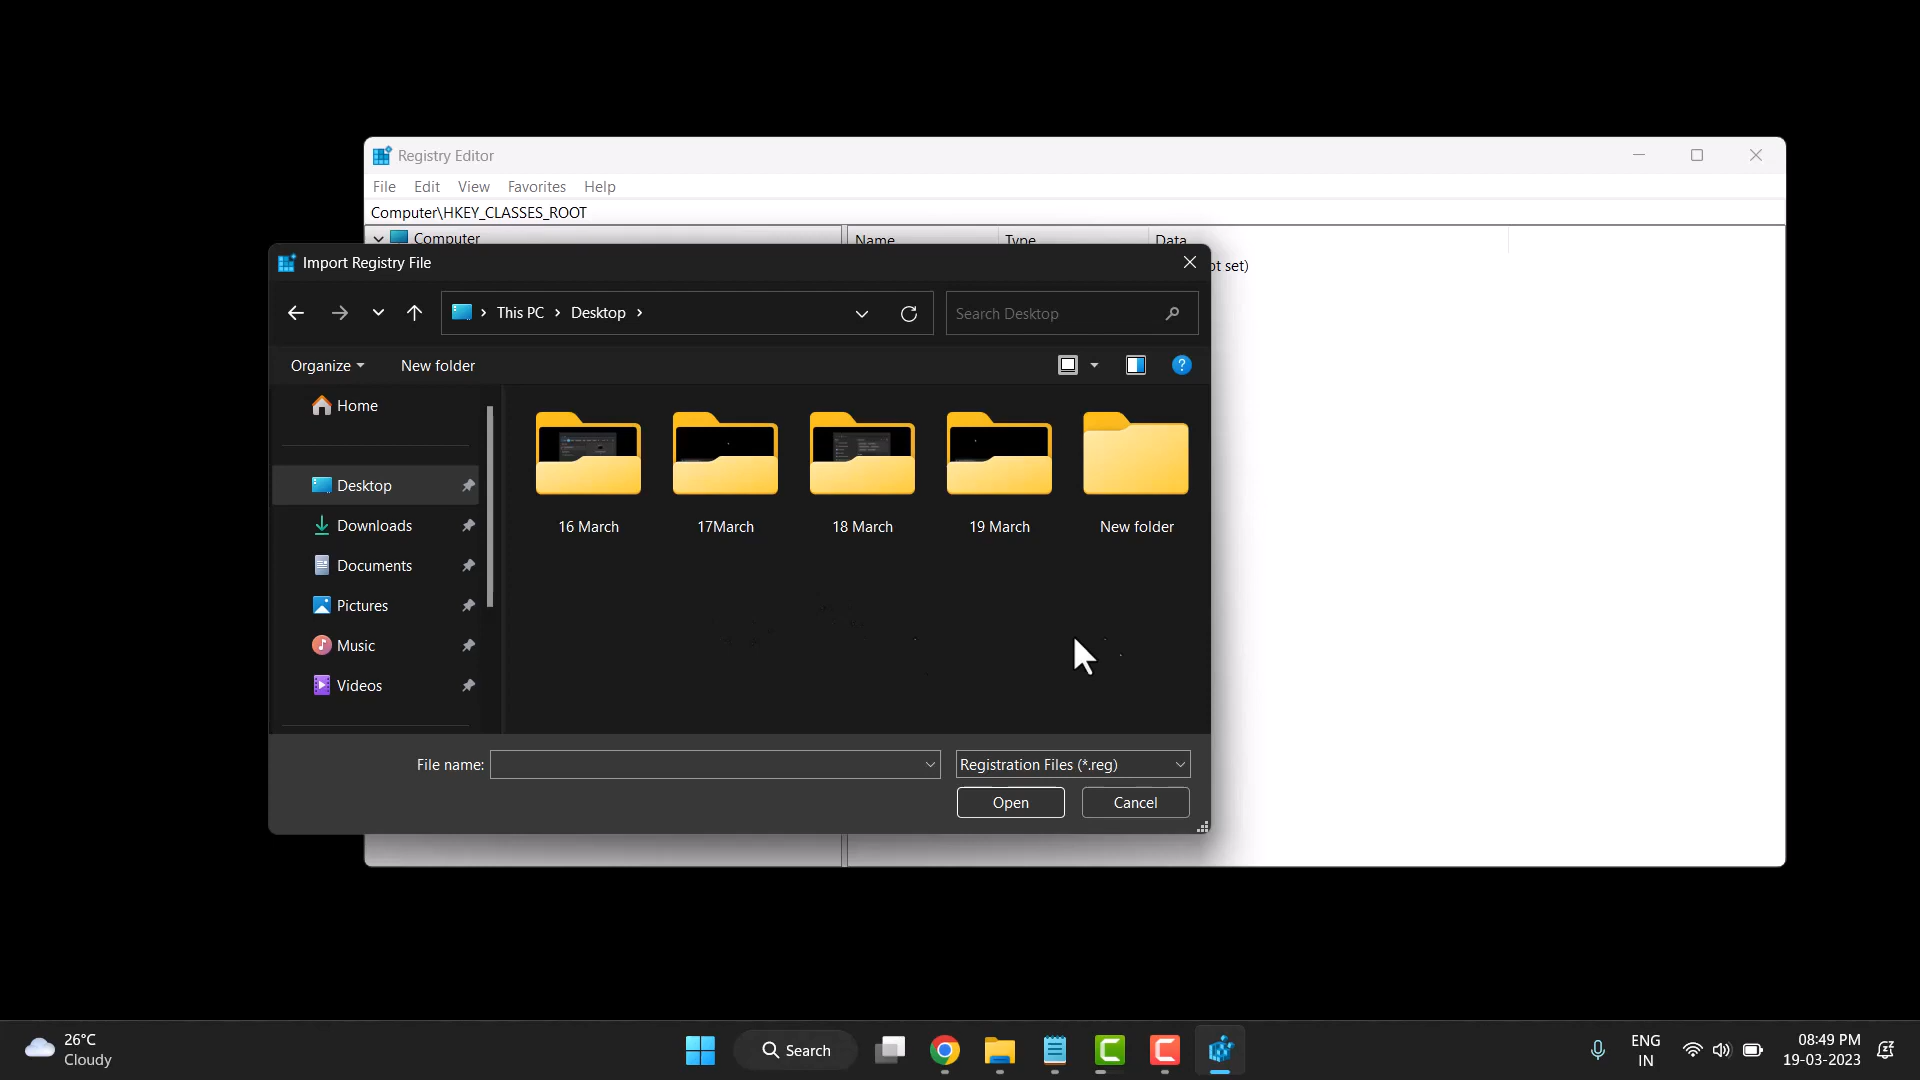 Registry Editor
File Edit View Favorites Help
Computer\HKEY_CLASSES_ROOT
Computer
Name Type Data
ot set)
Import Registry File
This PC Desktop
Search Desktop
Organize New folder
Home
Desktop
Downloads
Documents
Pictures
Music
Videos
16 March 17March 18 March 19 March New folder
File name: Registration Files (*.reg)
Open Cancel
26°C
Cloudy
Search
ENG
IN
08:49 PM
19-03-2023